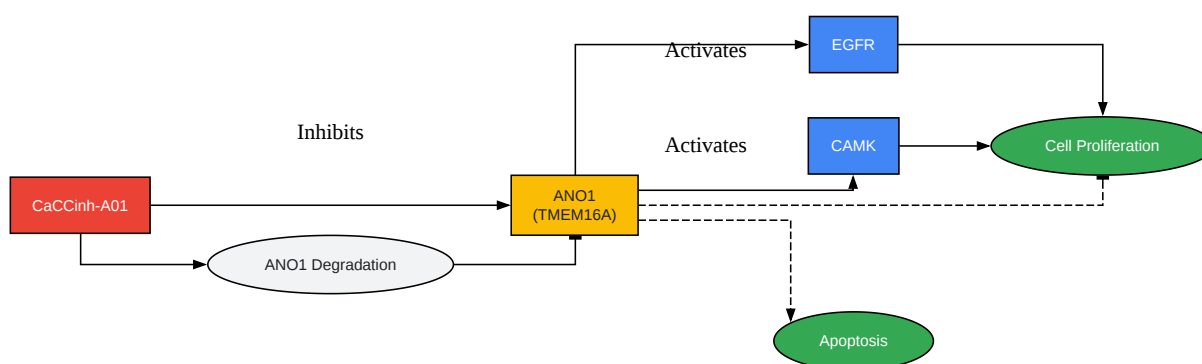 EGFR
Activates
Inhibits
Activates
CAMK
Cell Proliferation
CaCCinh-A01
ANO1
(TMEM16A)
ANO1 Degradation
Apoptosis